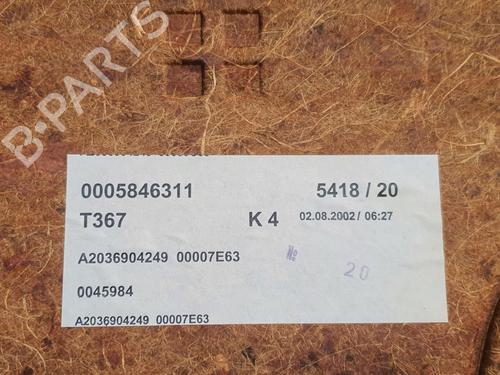 B-PARTS
0005846311 5418 / 20
T367 K 4 02.08.2002 / 06:27
A2036904249 00007E63
№ 20
0045984
A2036904249 00007E63